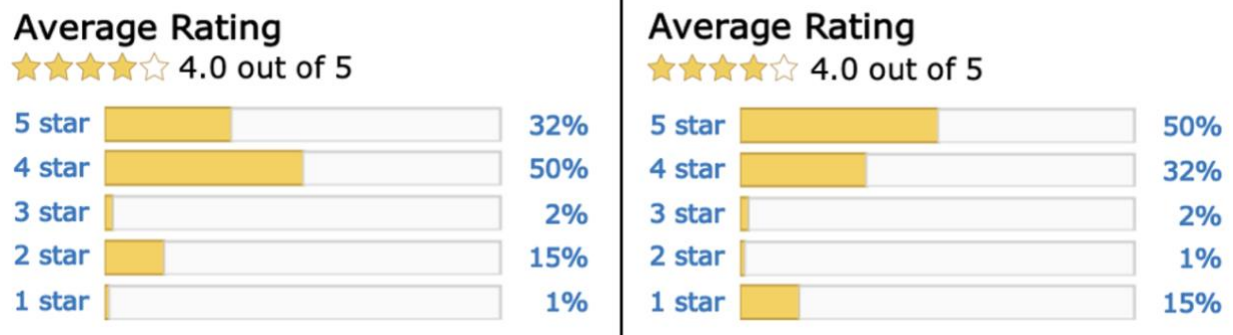 Average Rating
4.0 out of 5
5 star 32%
4 star 50%
3 star 2%
2 star 15%
1 star 1%
Average Rating
4.0 out of 5
5 star 50%
4 star 32%
3 star 2%
2 star 1%
1 star 15%